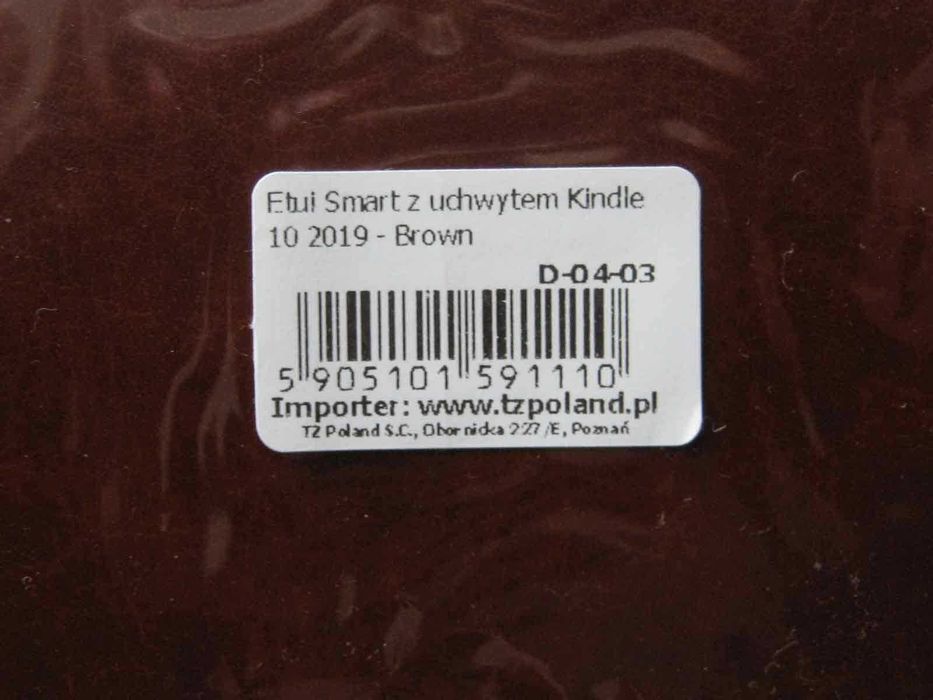 Etui Smart z uchwytem Kindle
10 2019 - Brown
D-04-03
5 905101 591110
Importer: www.tzpoland.pl
TZ Poland S.C., Obornicka 227 /E, Poznań